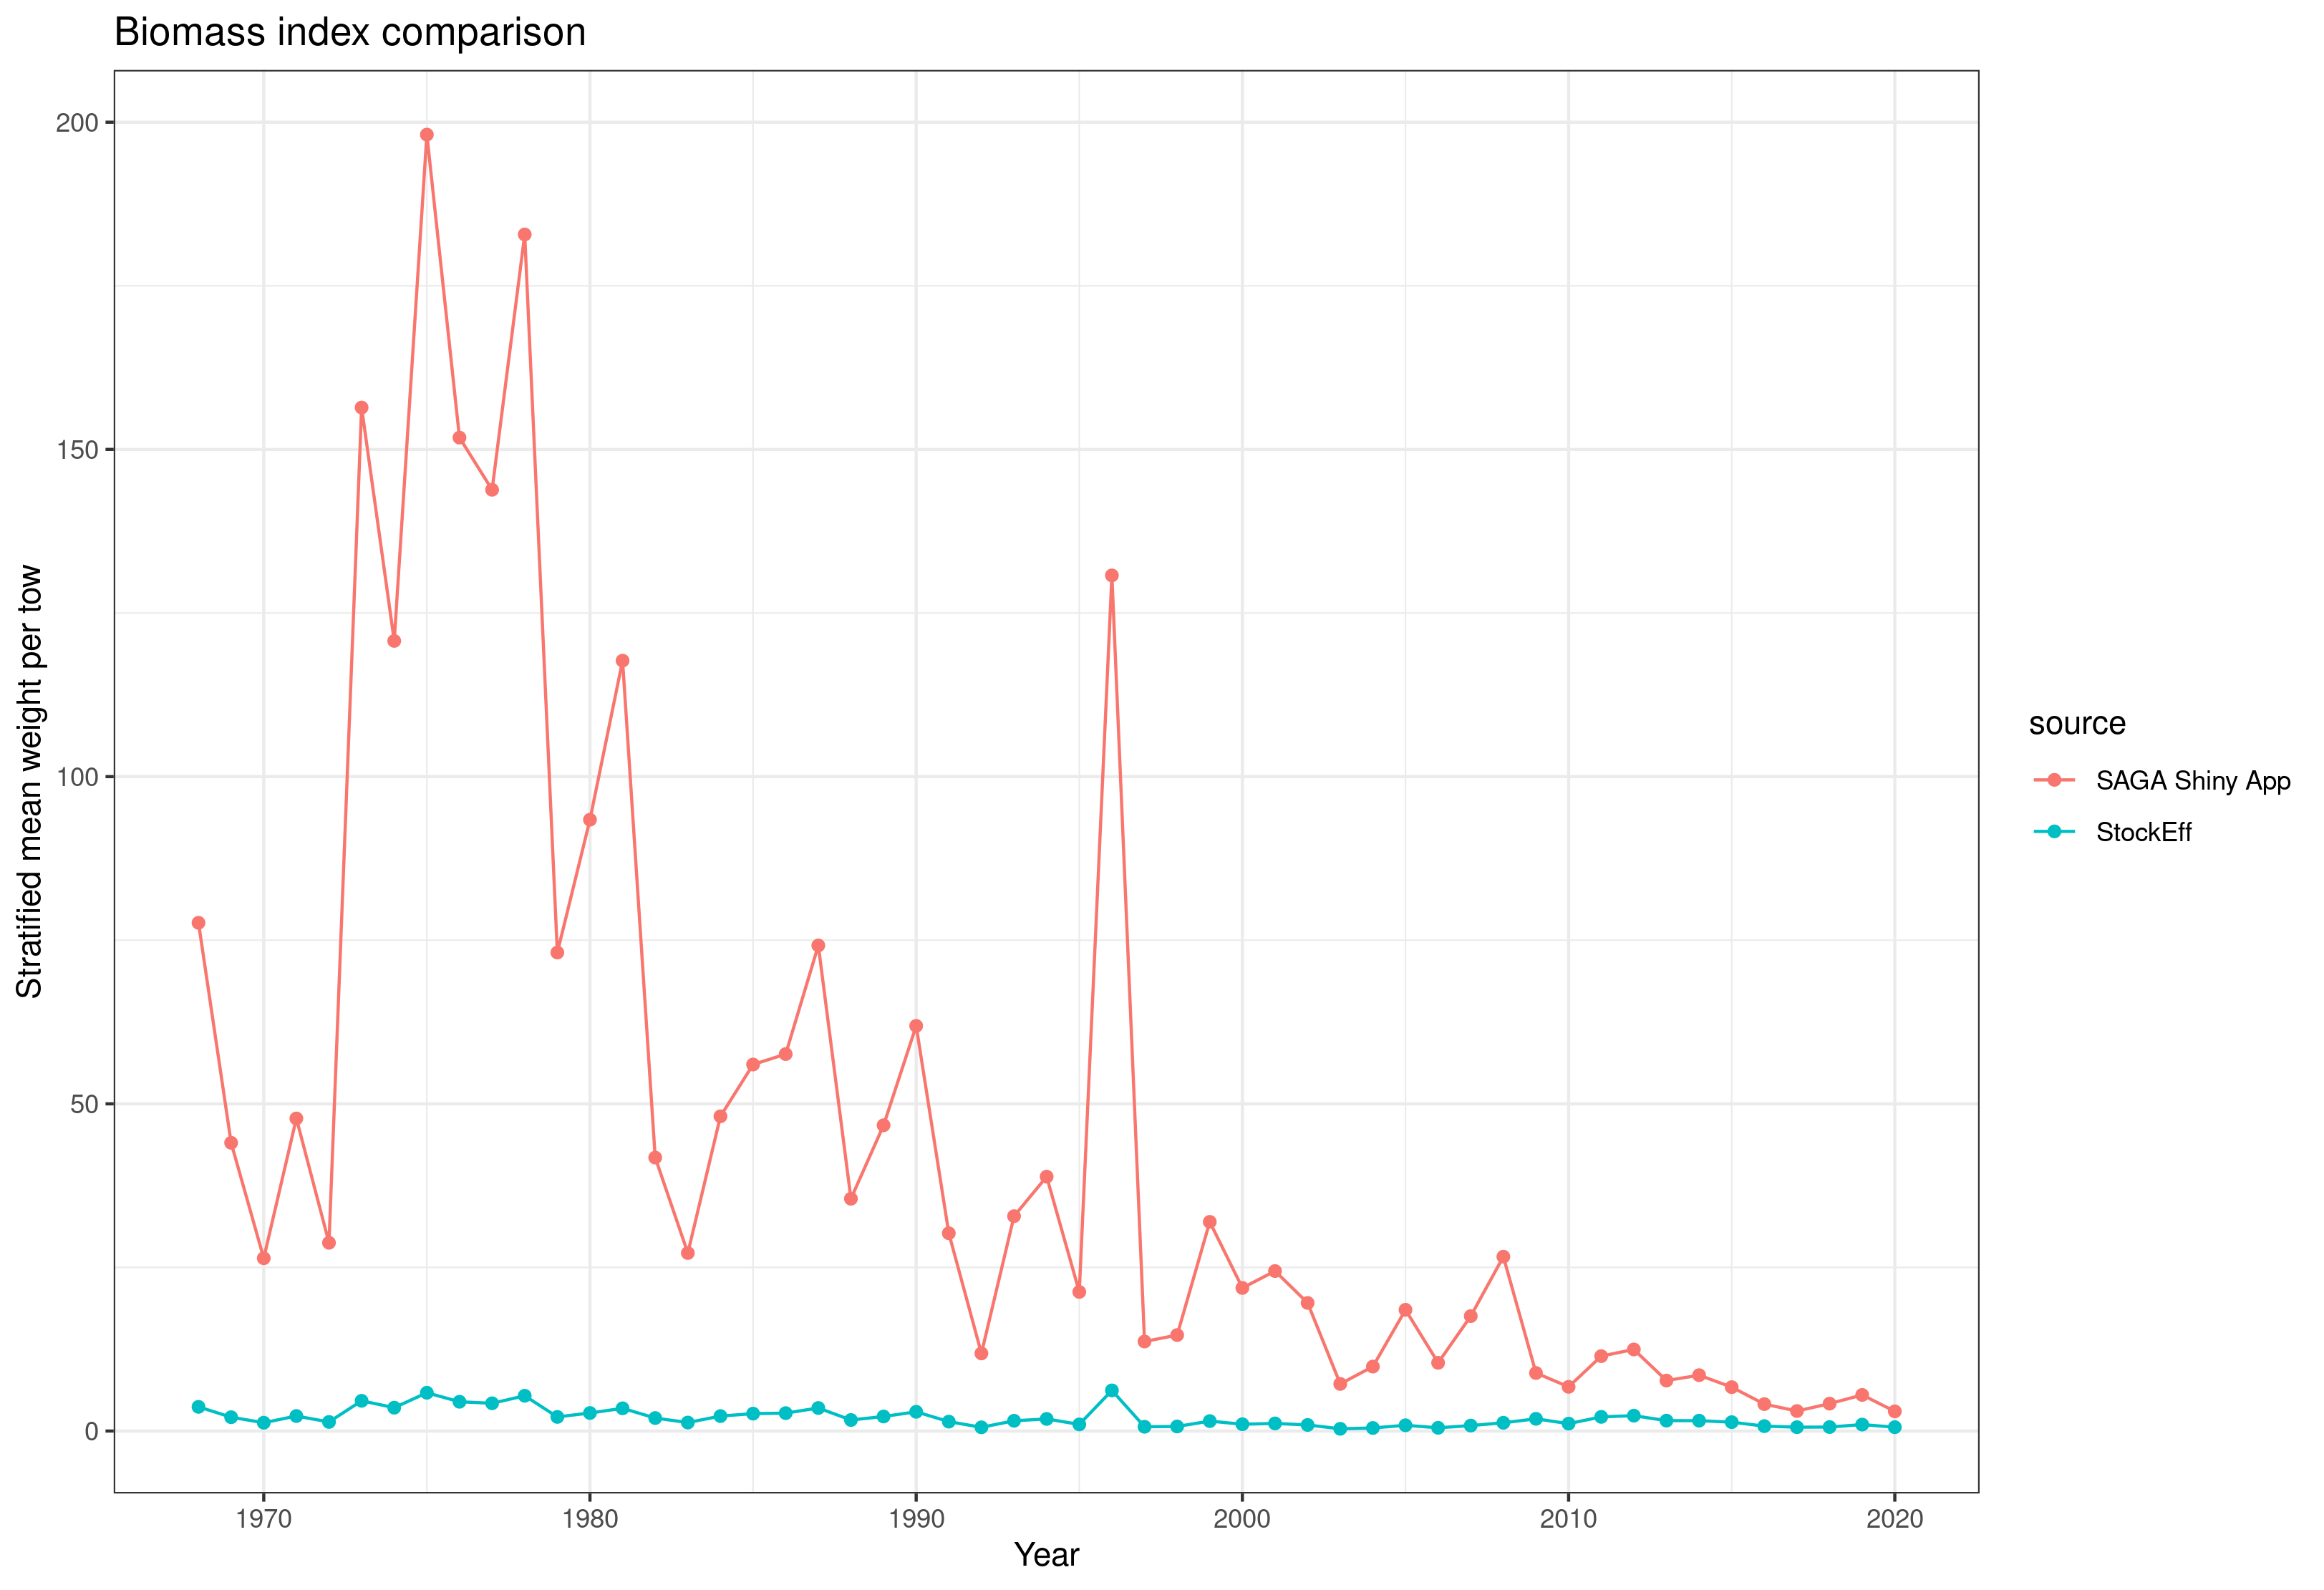 Biomass index comparison
Stratified mean weight per tow
200
150
100
50
0
1970
1980
1990
2000
2010
2020
Year
source
SAGA Shiny App
StockEff